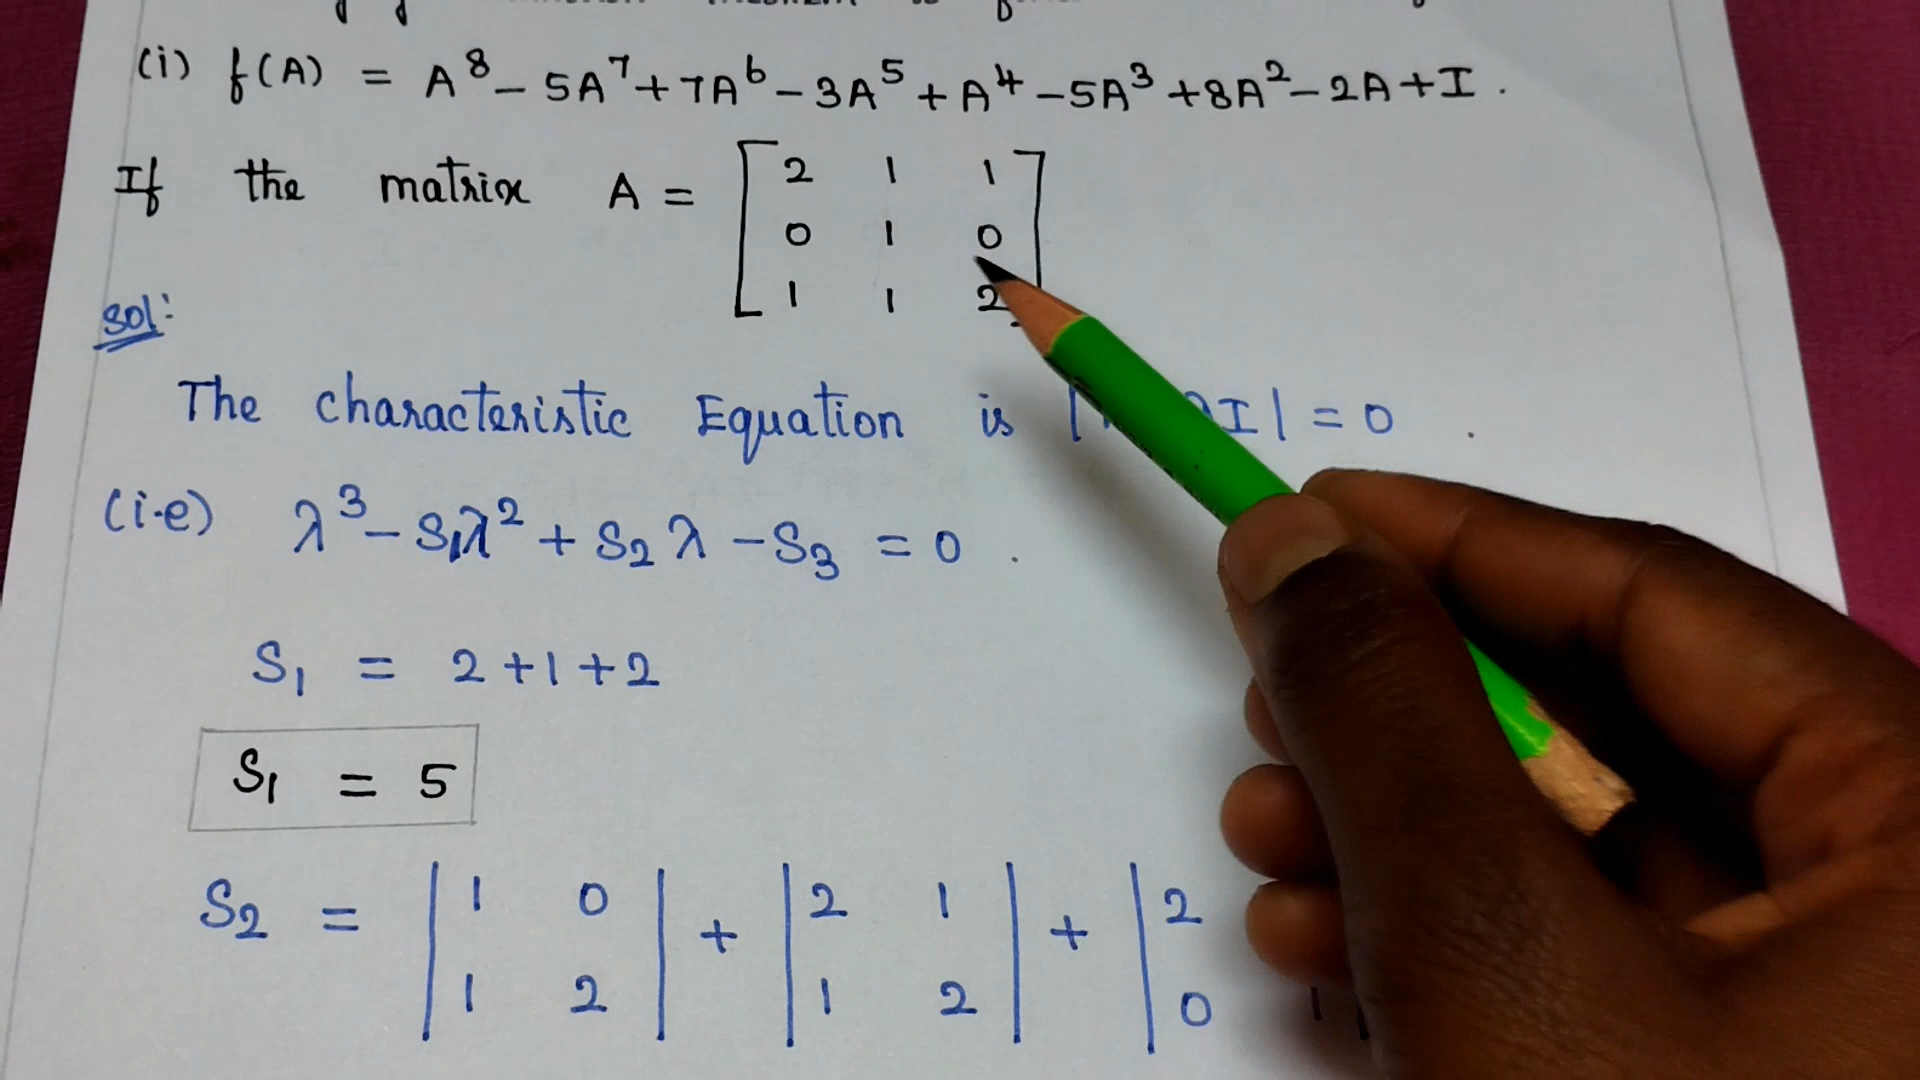 (i) f(A) = A⁸ - 5A⁷ + 7A⁶ - 3A⁵ + A⁴ - 5A³ + 8A² - 2A + I .
If the matrix A = [ 2 1 1
0 1 0
1 1 2 ]
Sol:
The characteristic Equation is | I | = 0 .
(i.e) λ³ - S₁λ² + S₂λ - S₃ = 0 .
S₁ = 2 + 1 + 2
S₁ = 5
S₂ = | 1 0 | + | 2 1 | + | 2
| 1 2 | | 1 2 | | 0 1 |